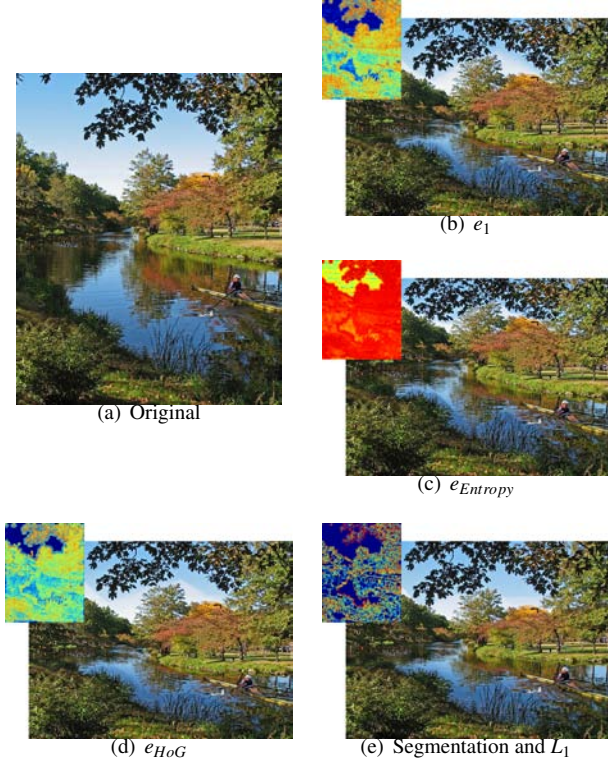 (a) Original
(b) e1
(c) eEntropy
(d) eHoG
(e) Segmentation and L1